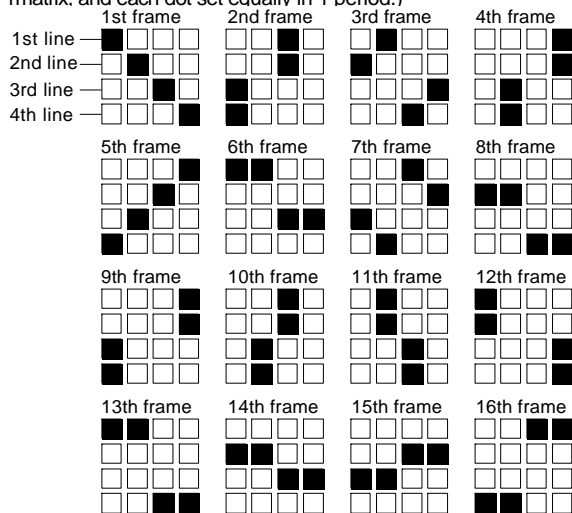 matrix, and each dot set equally in 1 period.)
1st frame 2nd frame 3rd frame 4th frame
1st line
2nd line
3rd line
4th line
5th frame 6th frame 7th frame 8th frame
9th frame 10th frame 11th frame 12th frame
13th frame 14th frame 15th frame 16th frame